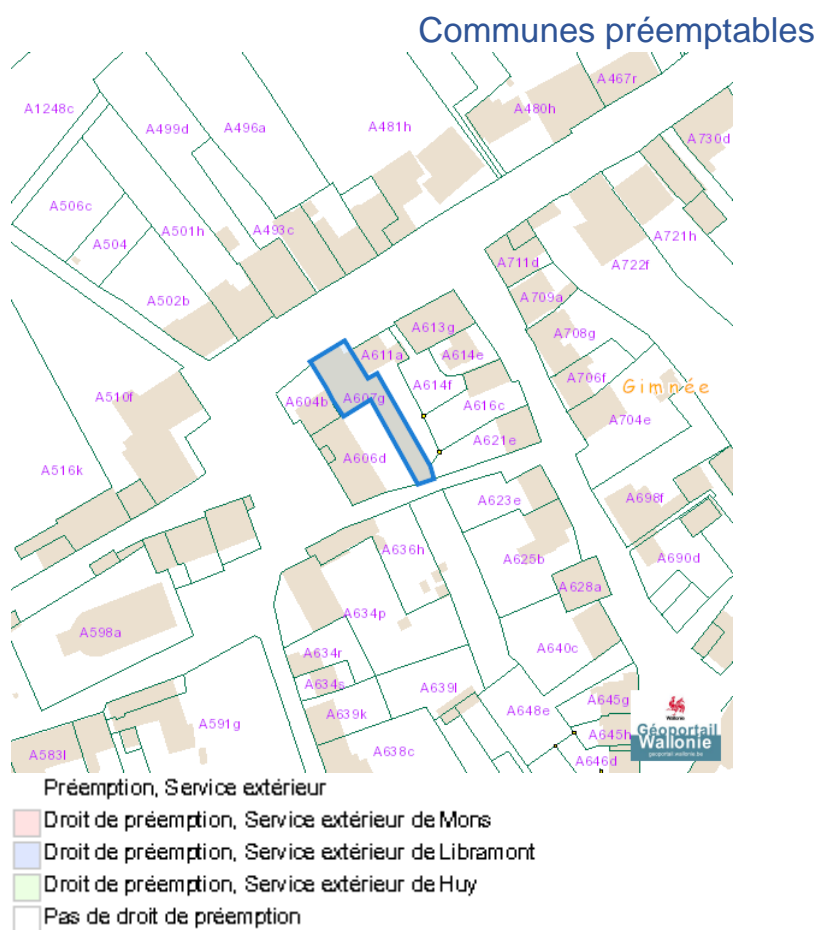 Communes préemptables
A467r
A1248c
A480h
A499d
A496a
A481h
A730d
A506c
A721h
A504
A501h
A493c
A711d
A722f
A502b
A709a
A613g
A708g
A611a
A614e
A706f
Gimnée
A614f
A510f
A604b
A607g
A616c
A704e
A621e
A606d
A516k
A623e
A698f
A636h
A625b
A690d
A628a
A634p
A598a
A640c
A634r
A634s
A639l
A645g
A648e
A639k
A591g
A645h
A583l
A638c
A646d
Wallonie
Géoportail
Wallonie
geoportail.wallonie.be
Préemption, Service extérieur
Droit de préemption, Service extérieur de Mons
Droit de préemption, Service extérieur de Libramont
Droit de préemption, Service extérieur de Huy
Pas de droit de préemption